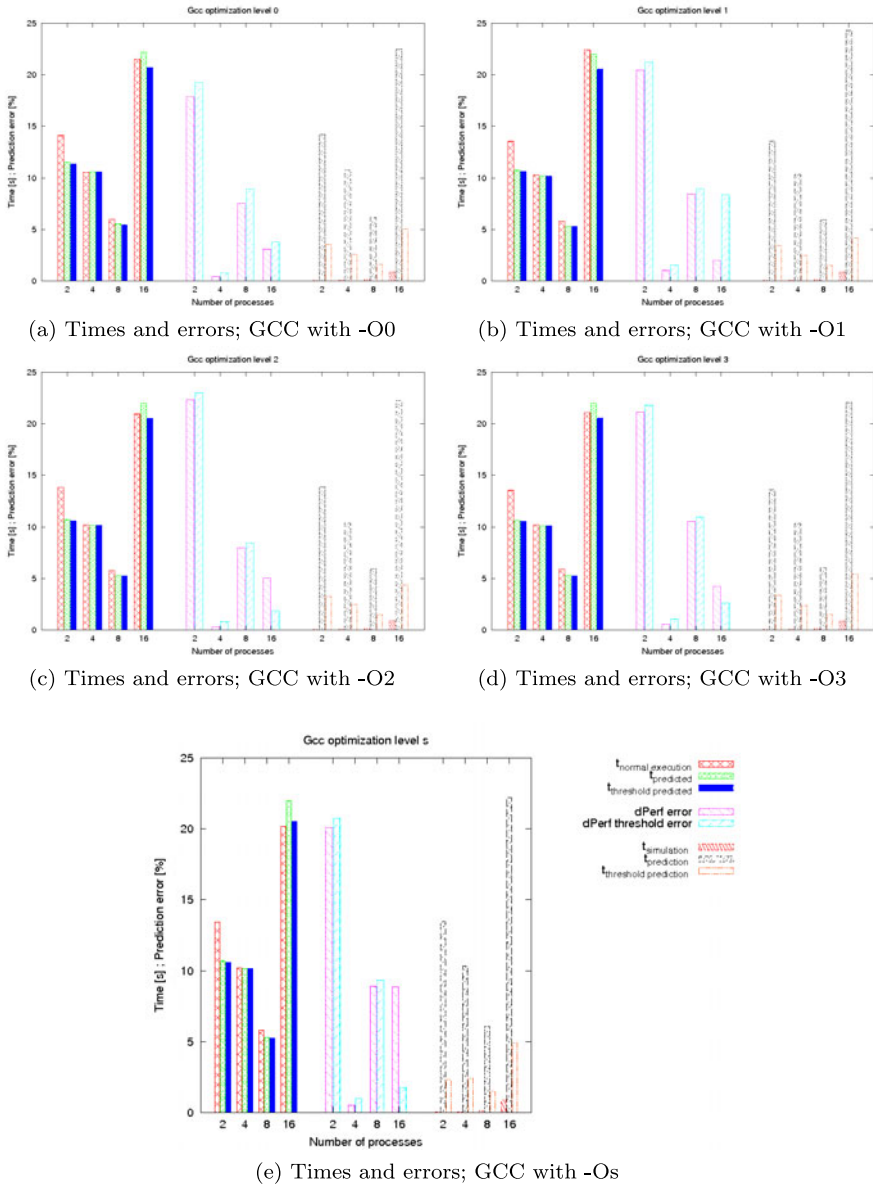 Gcc optimization level 0
Time [s] ; Prediction error [%]
25
20
15
10
5
0
2 4 8 16 2 4 8 16 2 4 8 16
Number of processes
(a) Times and errors; GCC with -O0
Gcc optimization level 1
Time [s] ; Prediction error [%]
25
20
15
10
5
0
2 4 8 16 2 4 8 16 2 4 8 16
Number of processes
(b) Times and errors; GCC with -O1
Gcc optimization level 2
Time [s] ; Prediction error [%]
25
20
15
10
5
0
2 4 8 16 2 4 8 16 2 4 8 16
Number of processes
(c) Times and errors; GCC with -O2
Gcc optimization level 3
Time [s] ; Prediction error [%]
25
20
15
10
5
0
2 4 8 16 2 4 8 16 2 4 8 16
Number of processes
(d) Times and errors; GCC with -O3
Gcc optimization level s
Time [s] ; Prediction error [%]
25
20
15
10
5
0
2 4 8 16 2 4 8 16 2 4 8 16
Number of processes
tnormal execution
tpredicted
tthreshold predicted
dPerf error
dPerf threshold error
tsimulation
tprediction
tthreshold prediction
(e) Times and errors; GCC with -Os